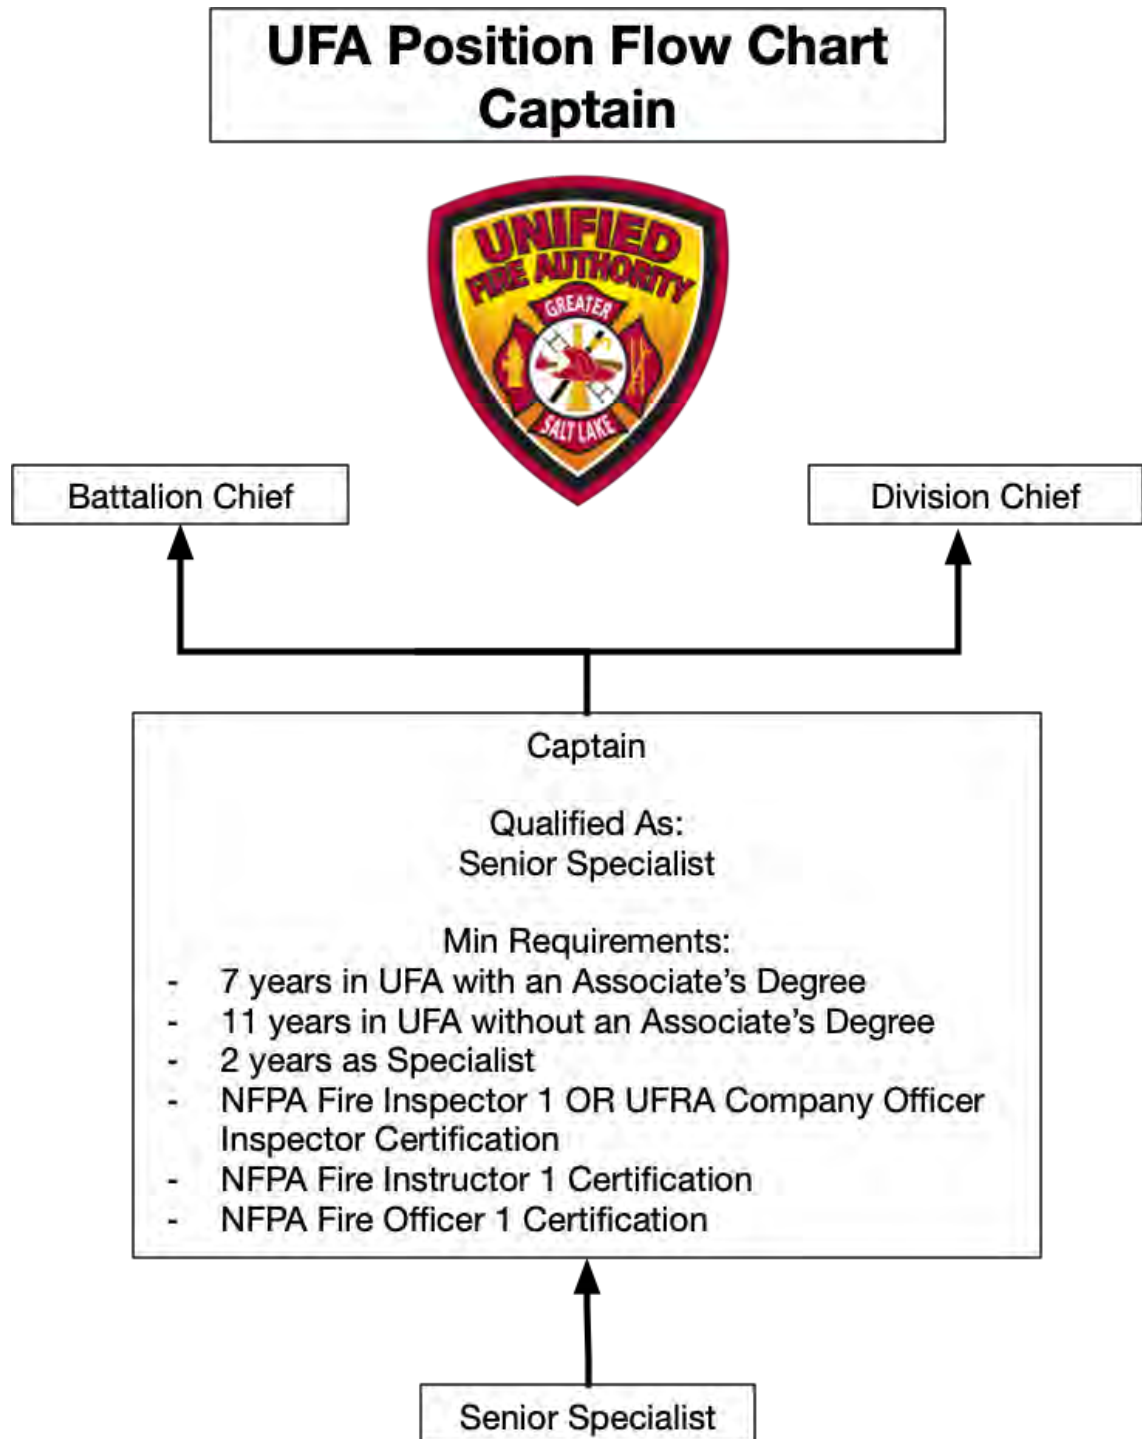 UFA Position Flow Chart
Captain
UNIFIED
FIRE AUTHORITY
GREATER
SALT LAKE
Battalion Chief
Division Chief
Captain
Qualified As:
Senior Specialist
Min Requirements:
- 7 years in UFA with an Associate’s Degree
- 11 years in UFA without an Associate’s Degree
- 2 years as Specialist
- NFPA Fire Inspector 1 OR UFRA Company Officer
Inspector Certification
- NFPA Fire Instructor 1 Certification
- NFPA Fire Officer 1 Certification
Senior Specialist